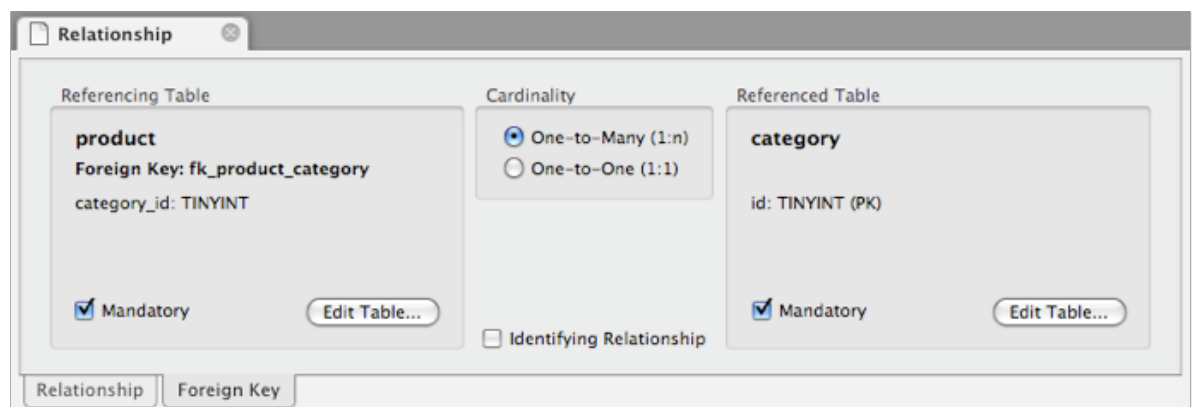 Relationship
Referencing Table
product
Foreign Key: fk_product_category
category_id: TINYINT
Mandatory
Edit Table...
Cardinality
One-to-Many (1:n)
One-to-One (1:1)
Identifying Relationship
Referenced Table
category
id: TINYINT (PK)
Mandatory
Edit Table...
Relationship
Foreign Key